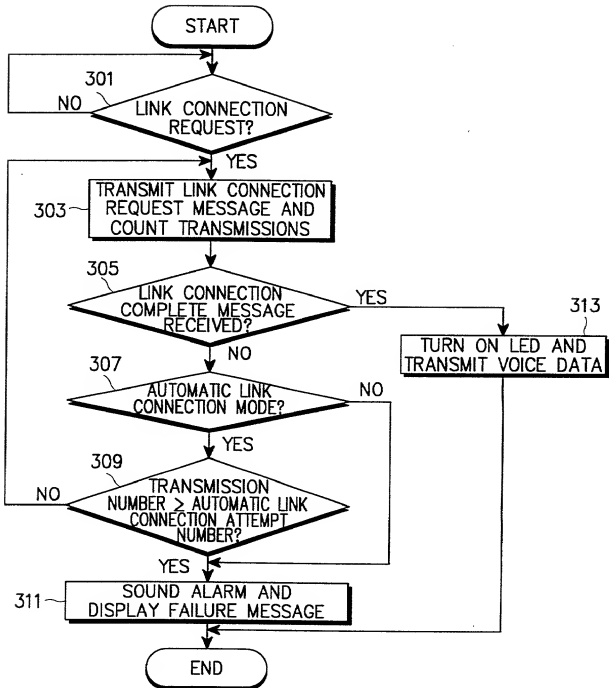 START
301
NO
LINK CONNECTION
REQUEST?
YES
303
TRANSMIT LINK CONNECTION
REQUEST MESSAGE AND
COUNT TRANSMISSIONS
305
LINK CONNECTION
COMPLETE MESSAGE
RECEIVED?
YES
313
TURN ON LED AND
TRANSMIT VOICE DATA
NO
307
AUTOMATIC LINK
CONNECTION MODE?
NO
YES
309
NO
TRANSMISSION
NUMBER ≥ AUTOMATIC LINK
CONNECTION ATTEMPT
NUMBER?
YES
311
SOUND ALARM AND
DISPLAY FAILURE MESSAGE
END